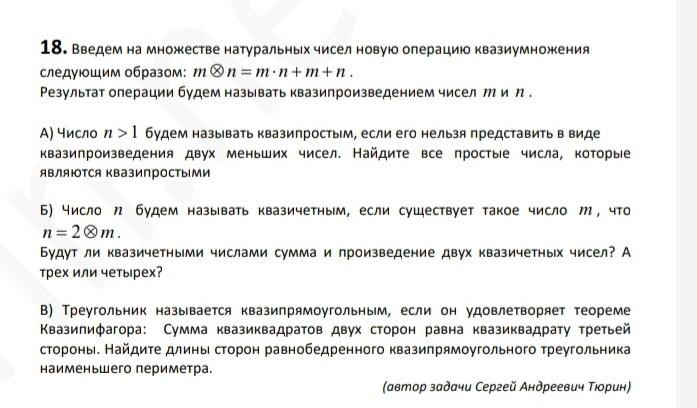 18. Введем на множестве натуральных чисел новую операцию квазиумножения
следующим образом: m⊗n = m·n+m+n.
Результат операции будем называть квазипроизведением чисел m и n.
А) Число n >1 будем называть квазипростым, если его нельзя представить в виде
квазипроизведения двух меньших чисел. Найдите все простые числа, которые
являются квазипростыми
Б) Число n будем называть квазичетным, если существует такое число m, что
n = 2⊗m.
Будут ли квазичетными числами сумма и произведение двух квазичетных чисел? А
трех или четырех?
В) Треугольник называется квазипрямоугольным, если он удовлетворяет теореме
Квазипифагора: Сумма квазиквадратов двух сторон равна квазиквадрату третьей
стороны. Найдите длины сторон равнобедренного квазипрямоугольного треугольника
наименьшего периметра.
(автор задачи Сергей Андреевич Тюрин)